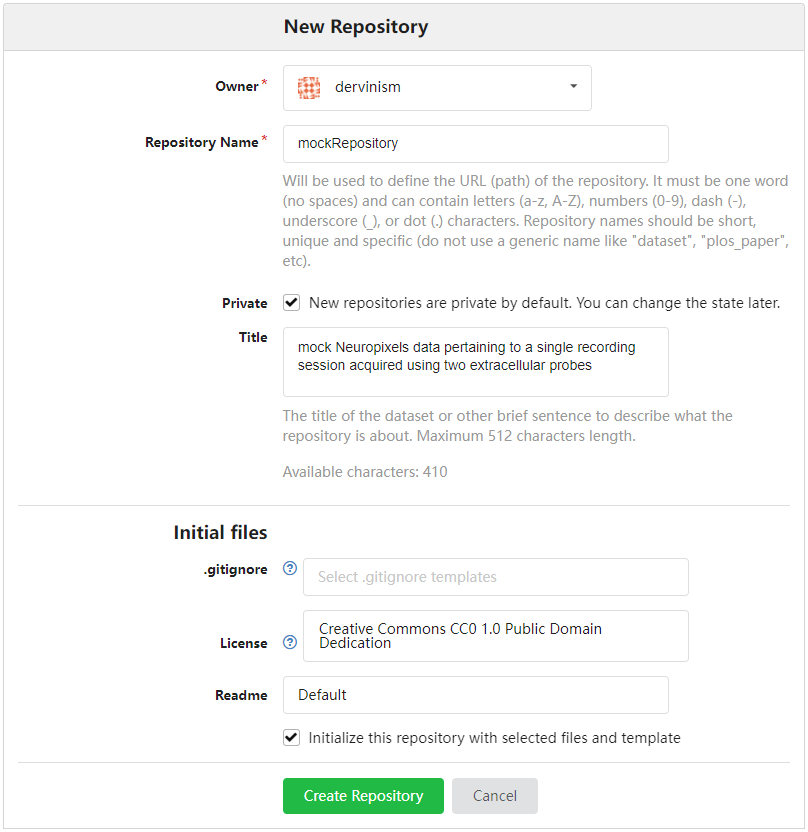 New Repository
Owner*
dervinism
Repository Name*
mockRepository
Will be used to define the URL (path) of the repository. It must be one word
(no spaces) and can contain letters (a-z, A-Z), numbers (0-9), dash (-),
underscore (_), or dot (.) characters. Repository names should be short,
unique and specific (do not use a generic name like "dataset", "plos_paper",
etc).
Private
New repositories are private by default. You can change the state later.
Title
mock Neuropixels data pertaining to a single recording
session acquired using two extracellular probes
The title of the dataset or other brief sentence to describe what the
repository is about. Maximum 512 characters length.
Available characters: 410
Initial files
.gitignore
?
Select .gitignore templates
License
?
Creative Commons CC0 1.0 Public Domain
Dedication
Readme
Default
Initialize this repository with selected files and template
Create Repository
Cancel